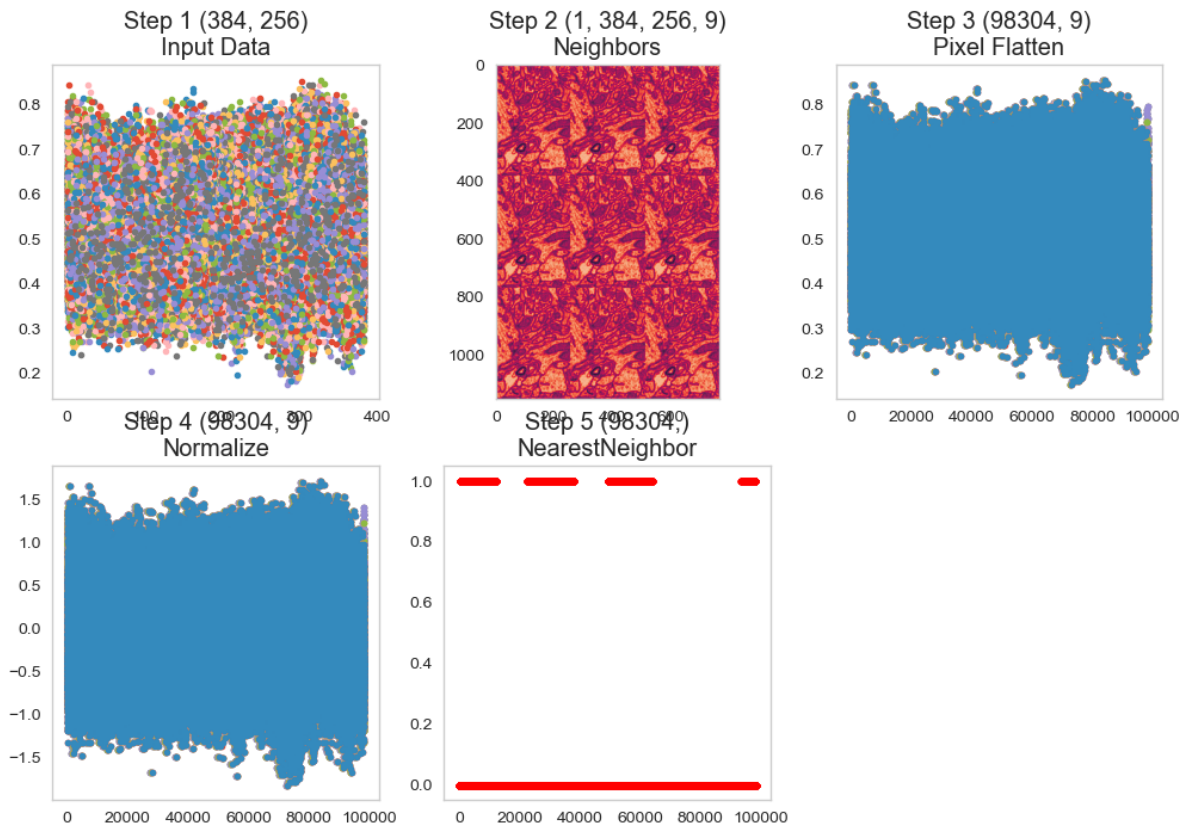 Step 1 (384, 256)
Input Data
0.8
0.7
0.6
0.5
0.4
0.3
0.2
0 100 200 300 400
Step 2 (1, 384, 256, 9)
Neighbors
0
200
400
600
800
1000
0 200 400 600
Step 3 (98304, 9)
Pixel Flatten
0.8
0.7
0.6
0.5
0.4
0.3
0.2
0 20000 40000 60000 80000 100000
Step 4 (98304, 9)
Normalize
1.5
1.0
0.5
0.0
−0.5
−1.0
−1.5
0 20000 40000 60000 80000 100000
Step 5 (98304,)
NearestNeighbor
1.0
0.8
0.6
0.4
0.2
0.0
0 20000 40000 60000 80000 100000